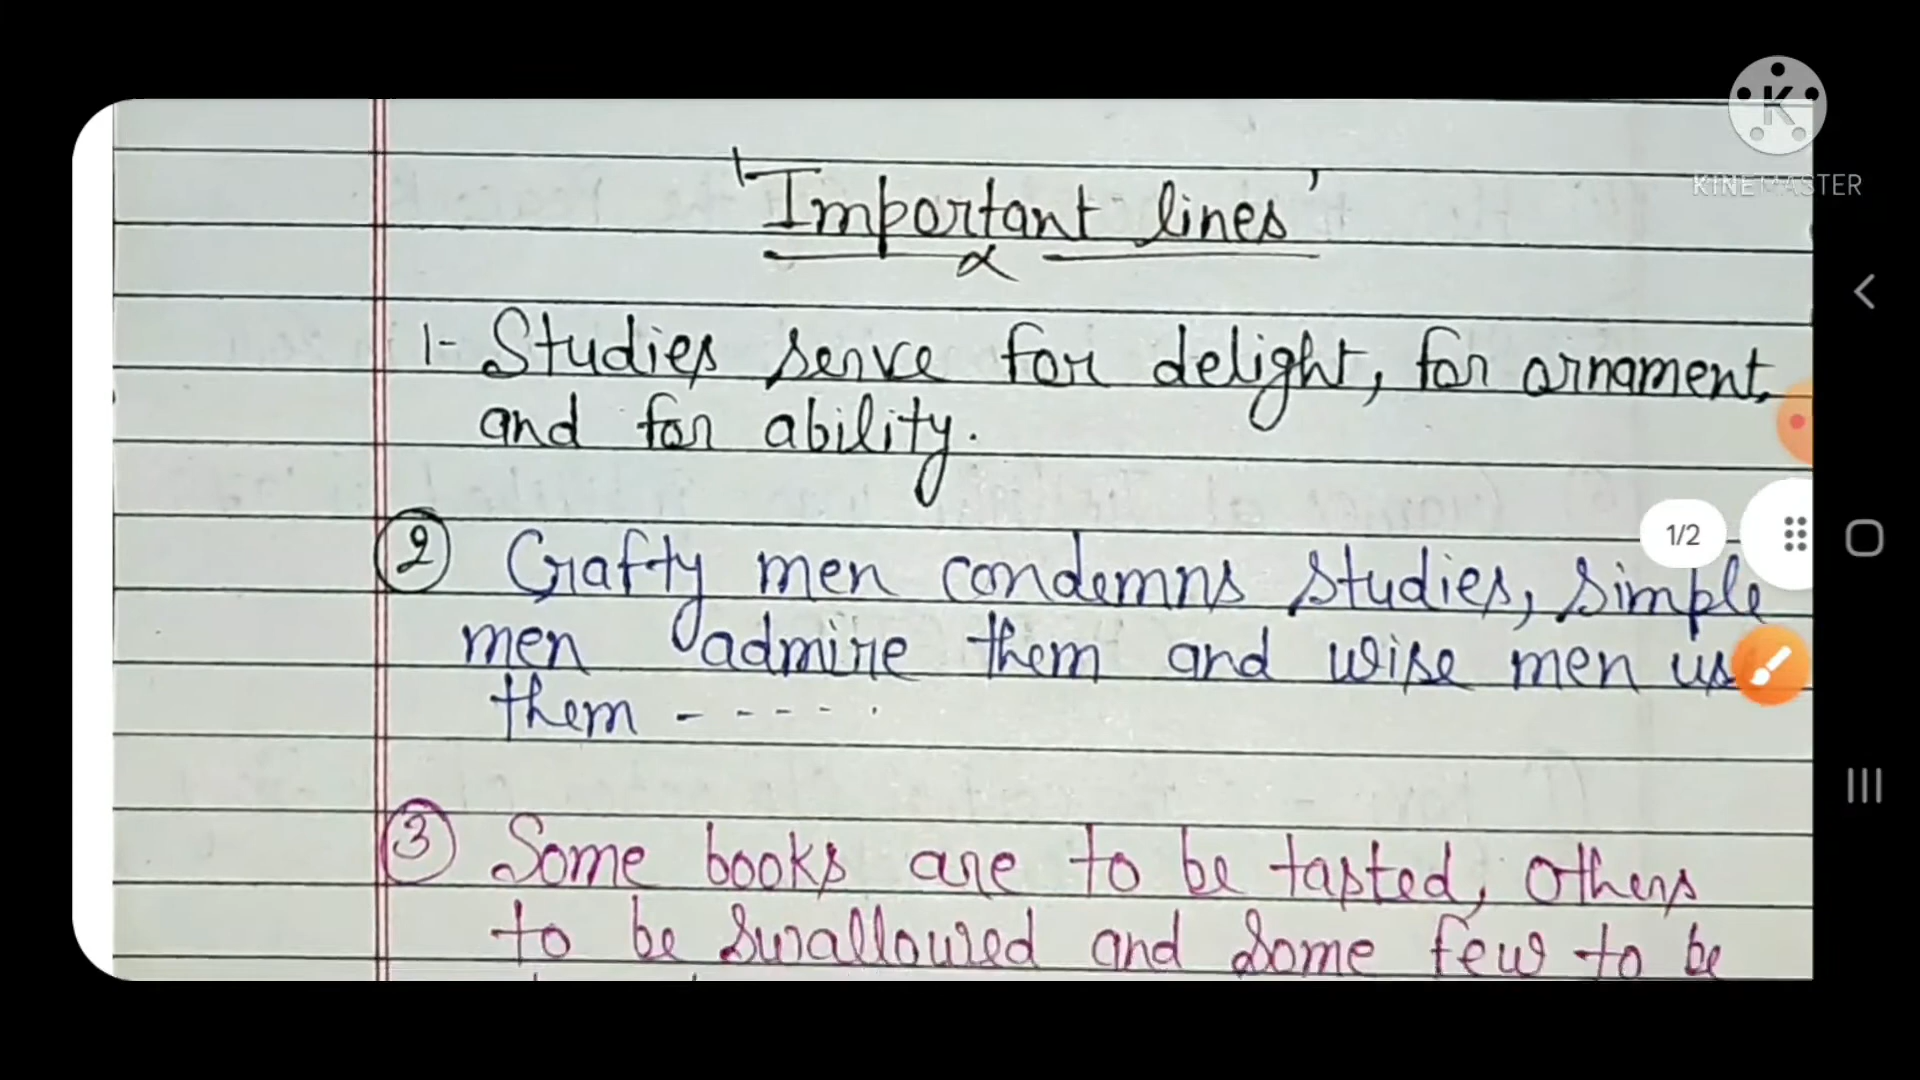 KINEMASTER
'Important lines'
1- Studies serve for delight, for ornament,
and for ability.
1/2
2 Crafty men condemns studies, simple
men admire them and wise men us
them - - - - .
3 Some books are to be tasted, others
to be swallowed and some few to be